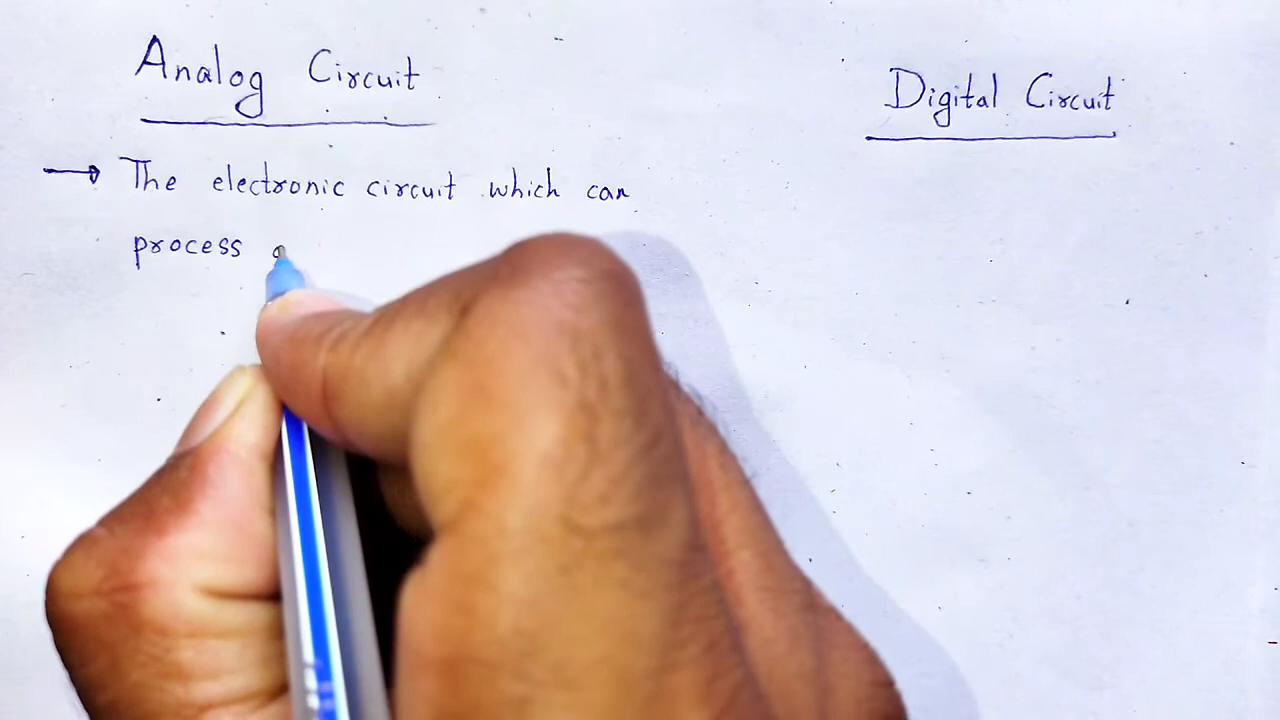 Analog Circuit
Digital Circuit
→ The electronic circuit which can
process